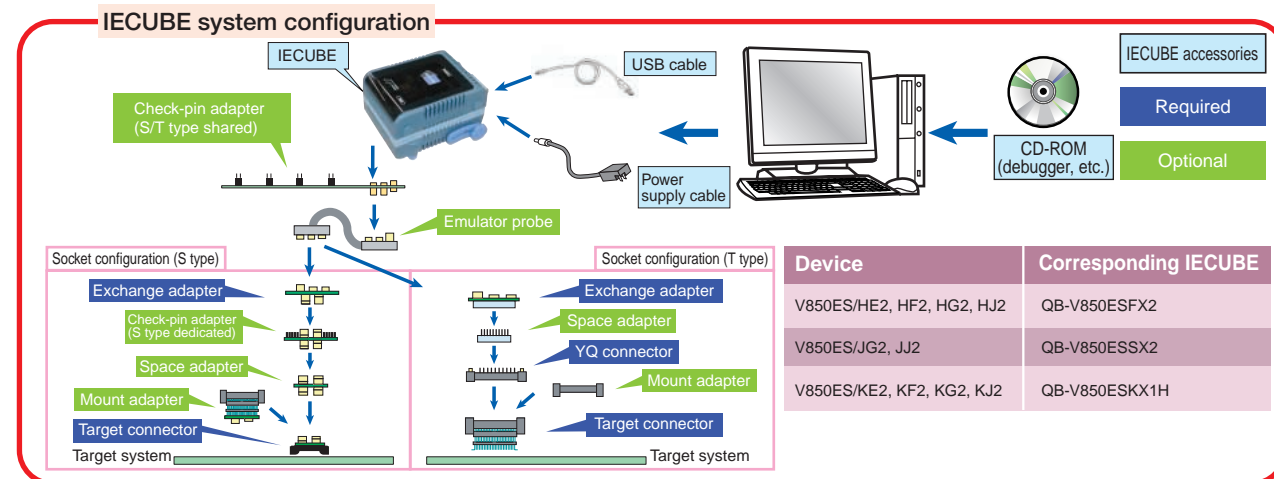 IECUBE system configuration
IECUBE
USB cable
IECUBE accessories
Check-pin adapter
(S/T type shared)
Required
CD-ROM
(debugger, etc.)
Optional
Power
supply cable
Emulator probe
Socket configuration (S type)
Exchange adapter
Check-pin adapter
(S type dedicated)
Space adapter
Mount adapter
Target connector
Target system
Socket configuration (T type)
Exchange adapter
Space adapter
YQ connector
Mount adapter
Target connector
Target system
Device Corresponding IECUBE
V850ES/HE2, HF2, HG2, HJ2 QB-V850ESFX2
V850ES/JG2, JJ2 QB-V850ESSX2
V850ES/KE2, KF2, KG2, KJ2 QB-V850ESKX1H